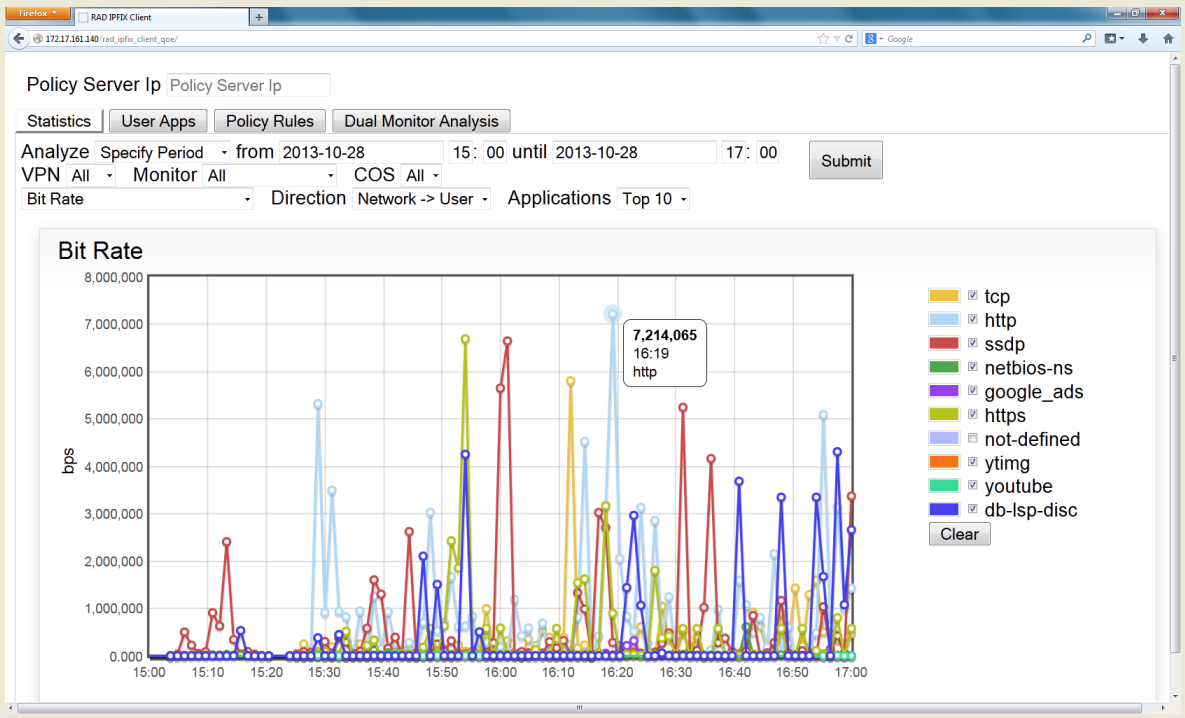 Firefox
RAD IPFIX Client
172.17.161.140/rad_ipfix_client_qoe/
Google
Policy Server Ip Policy Server Ip
Statistics User Apps Policy Rules Dual Monitor Analysis
Analyze Specify Period from 2013-10-28 15: 00 until 2013-10-28 17: 00 Submit
VPN All Monitor All COS All
Bit Rate Direction Network -> User Applications Top 10
Bit Rate
8,000,000
7,000,000
6,000,000
5,000,000
4,000,000
3,000,000
2,000,000
1,000,000
0.000
bps
7,214,065
16:19
http
15:00 15:10 15:20 15:30 15:40 15:50 16:00 16:10 16:20 16:30 16:40 16:50 17:00
tcp
http
ssdp
netbios-ns
google_ads
https
not-defined
ytimg
youtube
db-lsp-disc
Clear